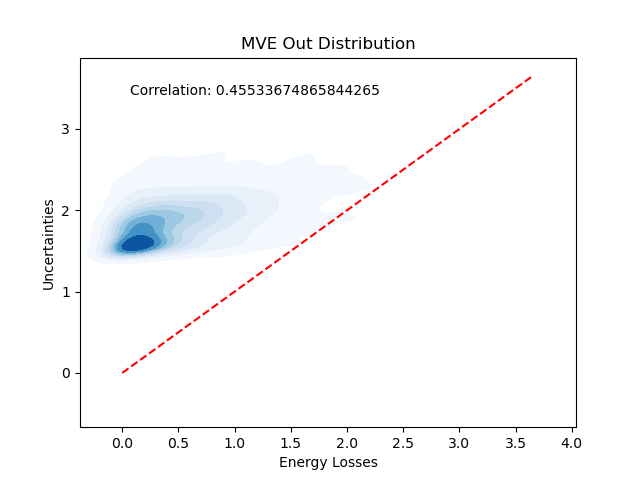 MVE Out Distribution
Correlation: 0.45533674865844265
Uncertainties
3
2
1
0
0.0 0.5 1.0 1.5 2.0 2.5 3.0 3.5 4.0
Energy Losses